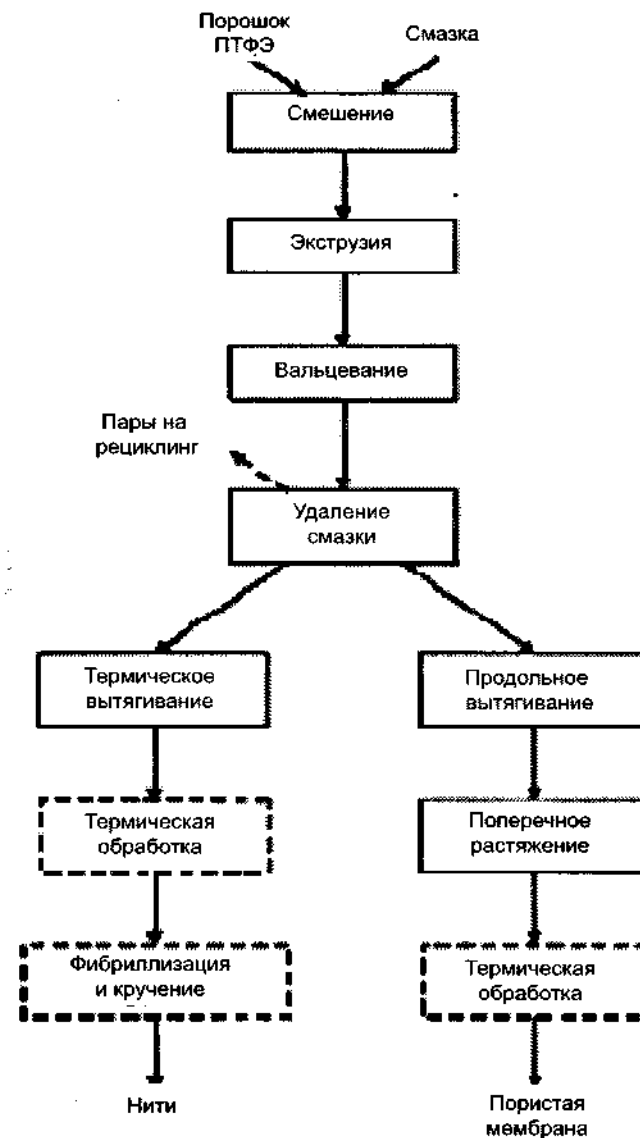 Порошок
ПТФЭ
Смазка
Смешение
Экструзия
Вальцевание
Пары на
рециклинг
Удаление
смазки
Термическое
вытягивание
Продольное
вытягивание
Термическая
обработка
Поперечное
растяжение
Фибриллизация
и кручение
Термическая
обработка
Нити
Пористая
мембрана